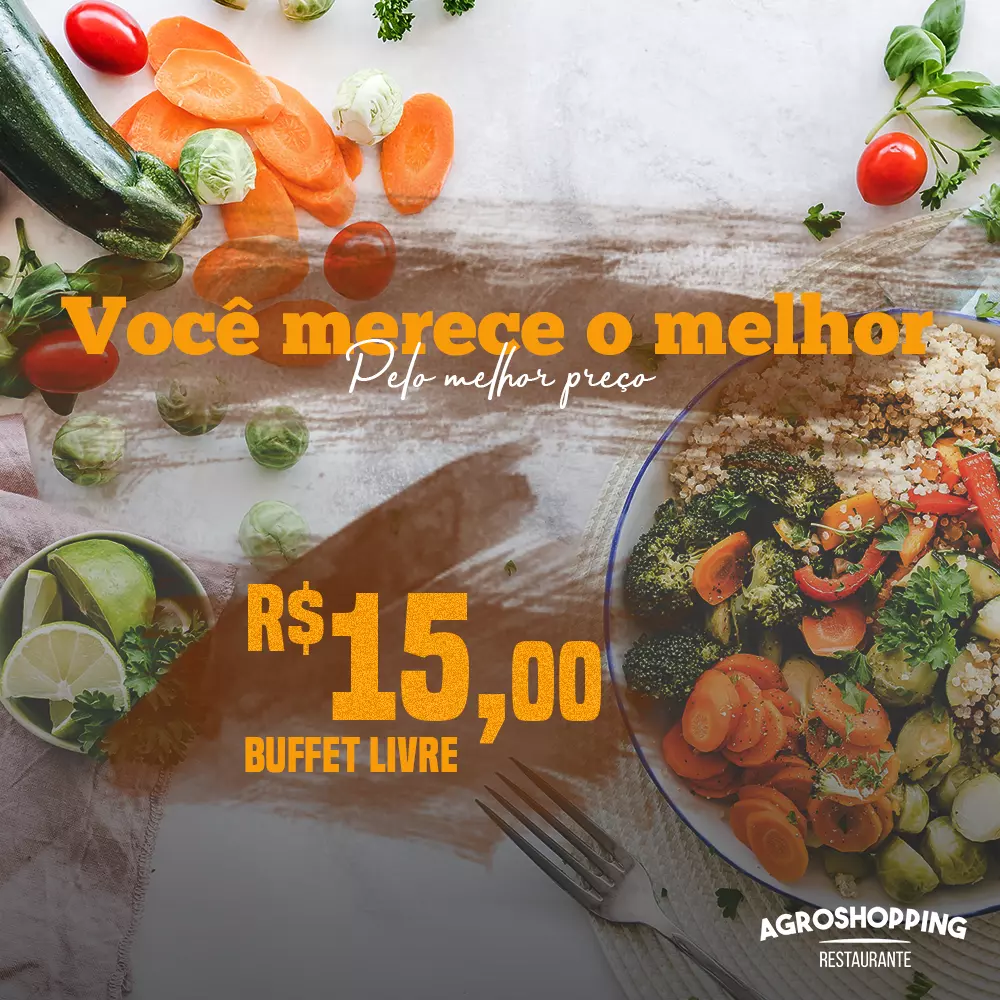 Você merece o melhor
Pelo melhor preço
R$15,00
BUFFET LIVRE
AGROSHOPPING
RESTAURANTE